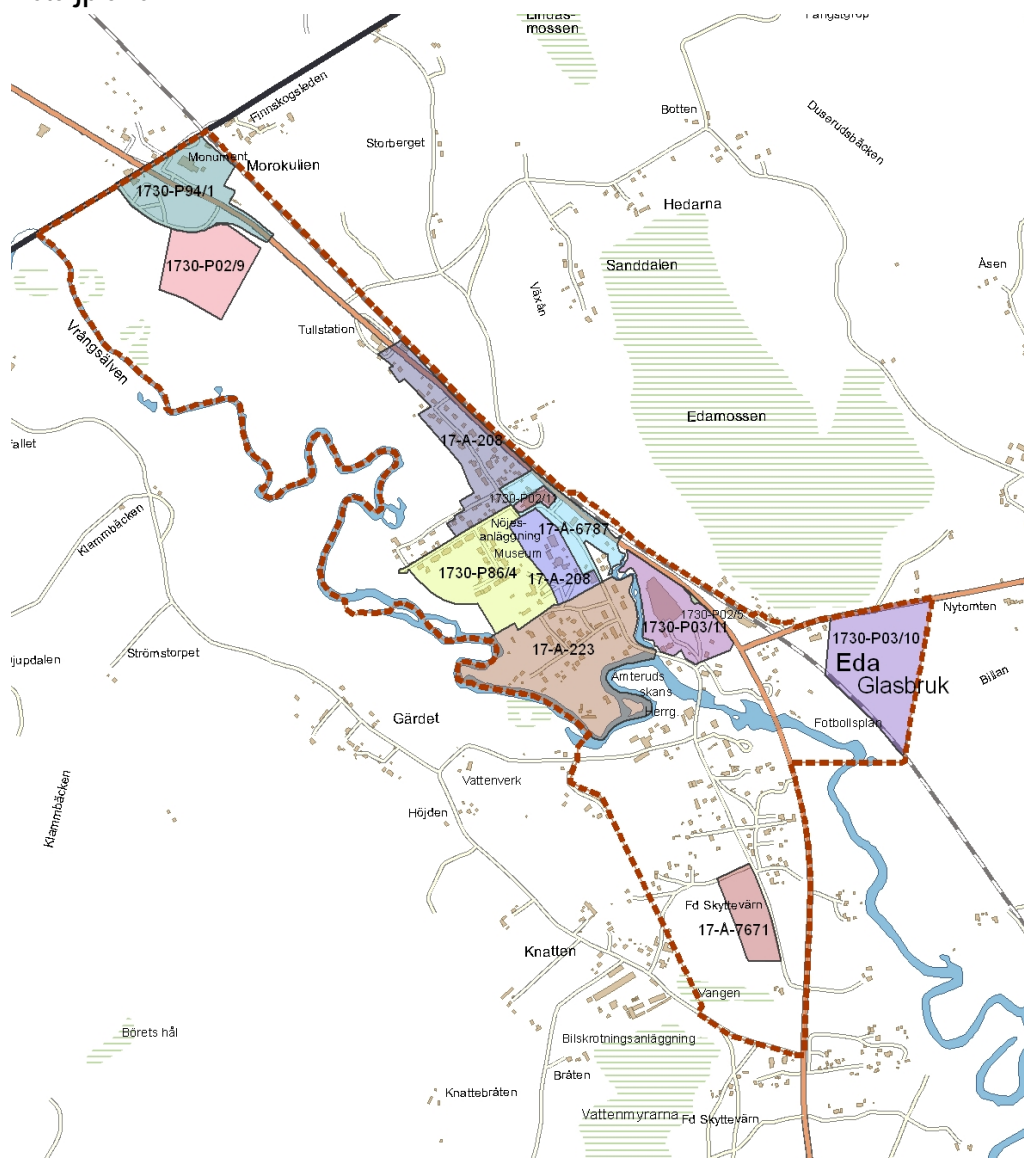 Lindås-
mossen
Fångstgrop
Finnskogsleden
Botten
Duserudsbäcken
Storberget
Monument
Morokulien
1730-P94/1
Hedarna
1730-P02/9
Sanddalen
Åsen
Växån
Tullstation
Vrångsälven
Edamossen
17-A-208
fallet
1730-P02/11
Klammbäcken
Nöjes-
anläggning
17-A-6787
Museum
1730-P86/4
17-A-208
Nytomten
1730-P02/5
1730-P03/11
1730-P03/10
17-A-223
Strömstorpet
Eda
Glasbruk
Billan
Amteruds
skans
Herrg.
Gärdet
Fotbollsplan
Vattenverk
Klammbäcken
Höjden
Fd Skyttevärn
17-A-7671
Knatten
Vangen
Börets hål
Bilskrotningsanläggning
Bråten
Knattebråten
Vattenmyrarna
Fd Skyttevärn